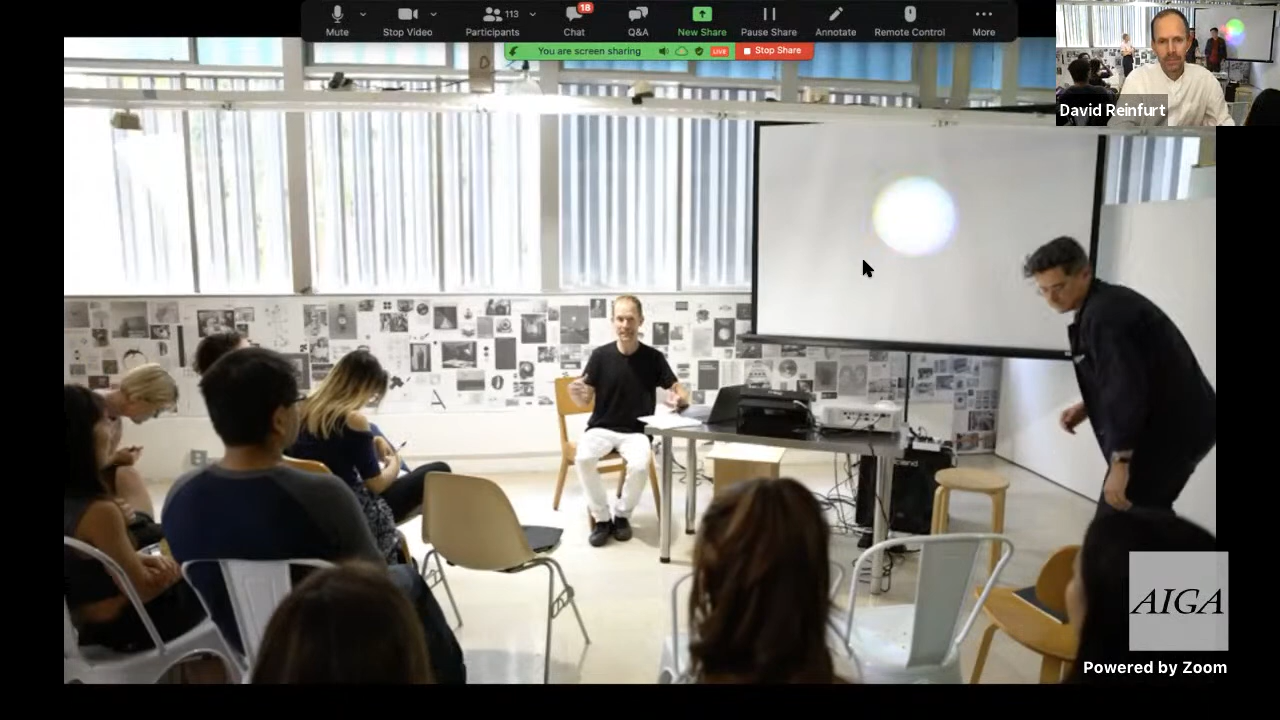 Mute
Stop Video
113
Participants
18
Chat
Q&A
New Share
Pause Share
Annotate
Remote Control
More
You are screen sharing
LIVE
Stop Share
David Reinfurt
A
AIGA
Powered by Zoom